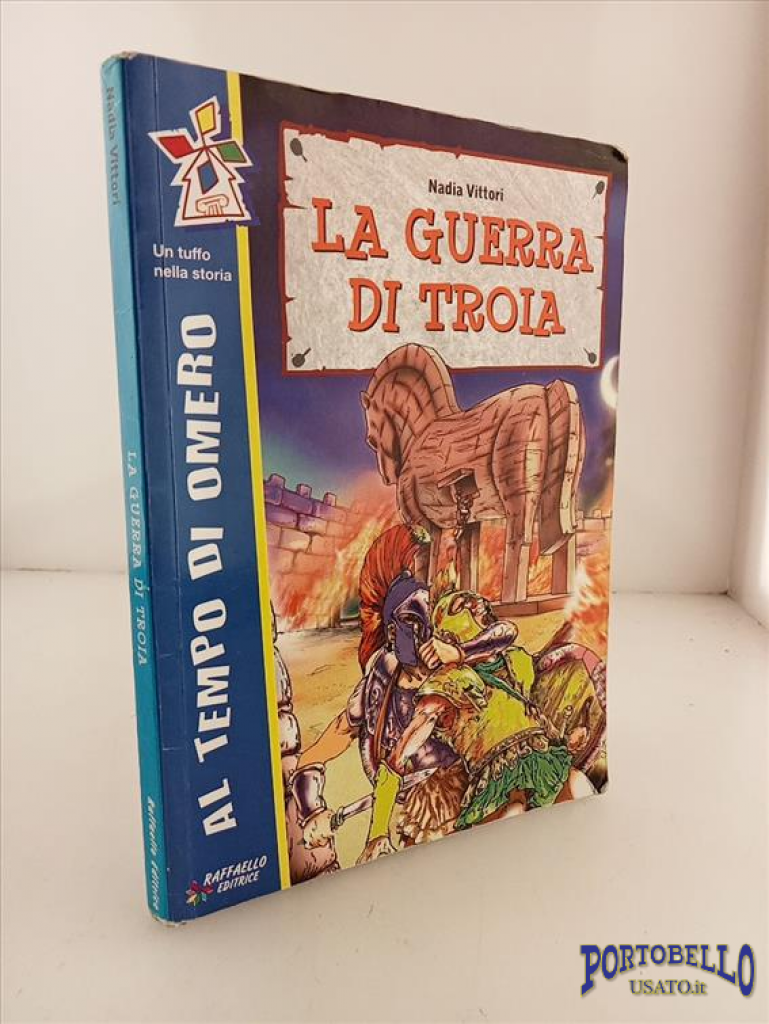 Nadia Vittori
LA GUERRA
DI TROIA
Un tuffo
nella storia
AL TEMPO DI OMERO
RAFFAELLO
EDITRICE
Nadia Vittori
LA GUERRA DI TROIA
Raffaello Editrice
PORTOBELLO
USATO.it